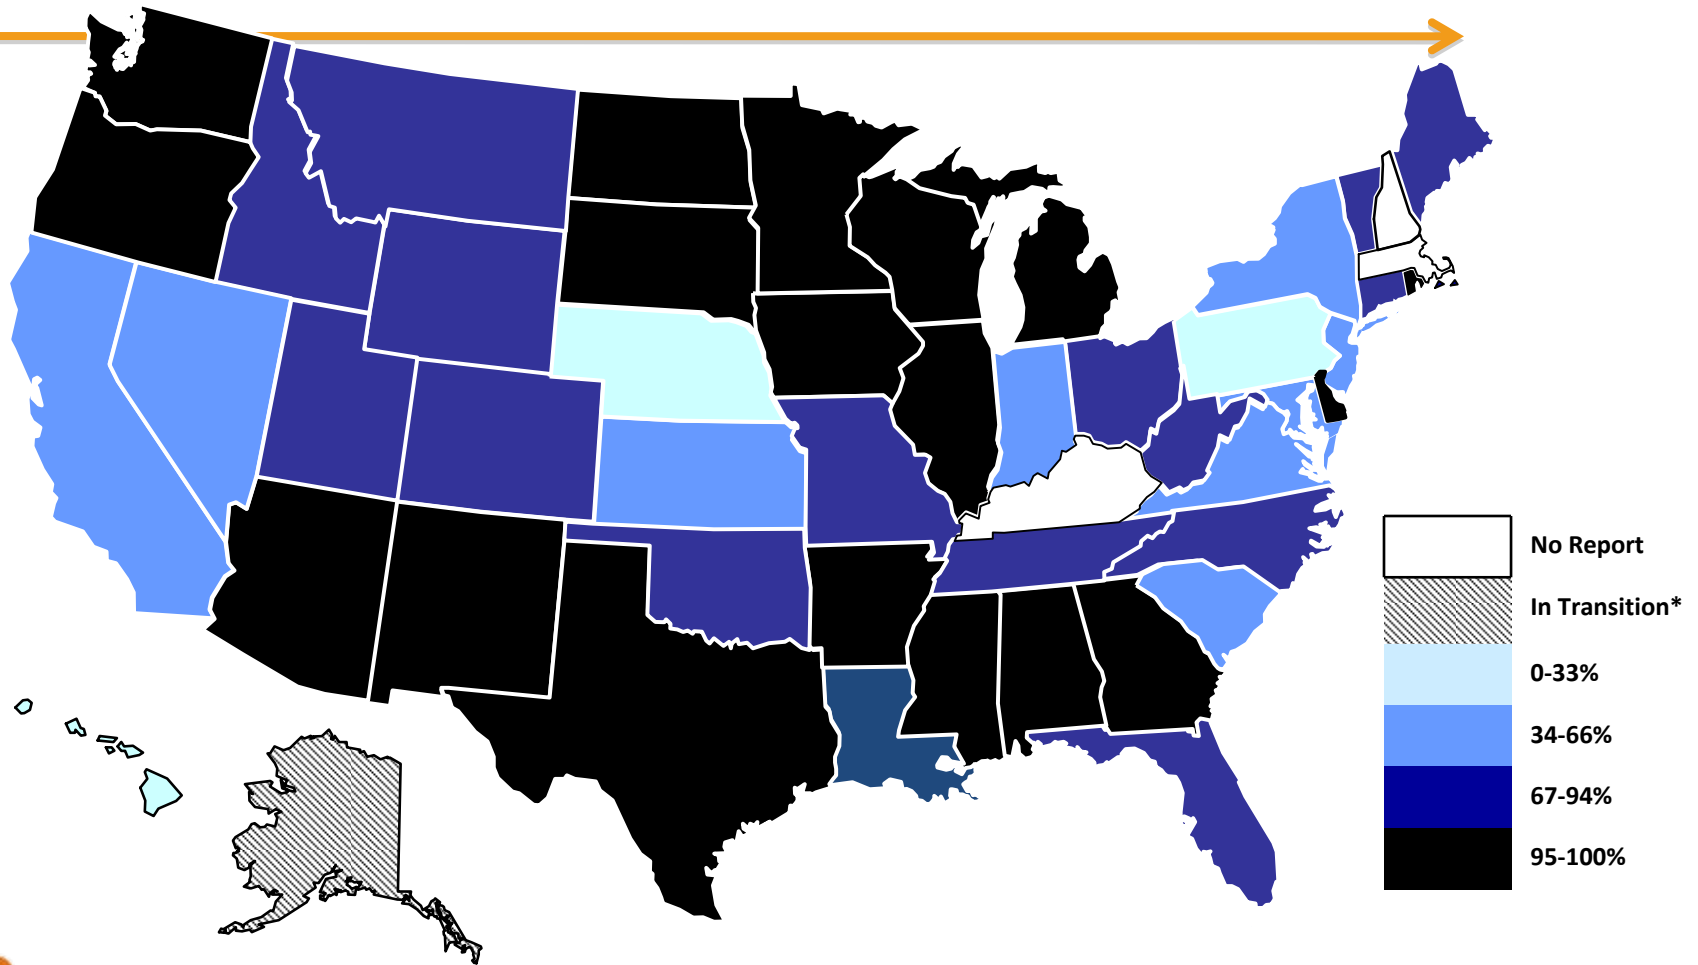 No Report
In Transition*
0-33%
34-66%
67-94%
95-100%